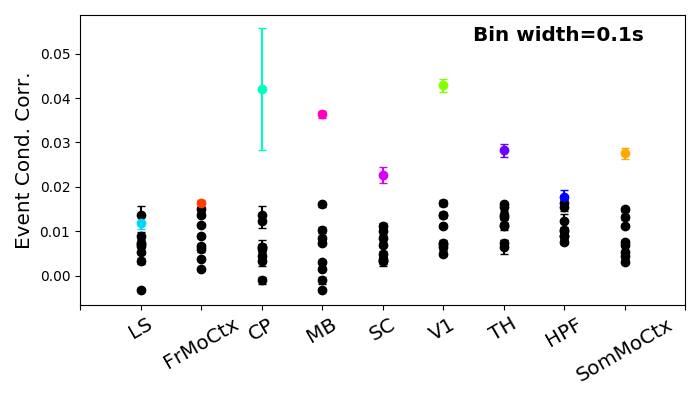 Bin width=0.1s
Event Cond. Corr.
0.05
0.04
0.03
0.02
0.01
0.00
LS
FrMoCtx
CP
MB
SC
V1
TH
HPF
SomMoCtx